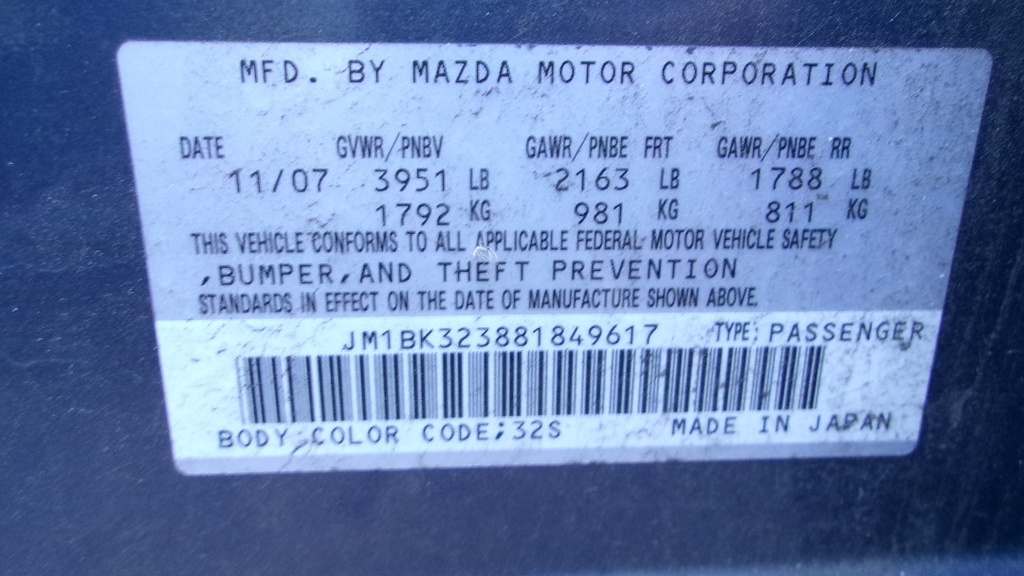 MFD. BY MAZDA MOTOR CORPORATION
DATE GVWR/PNBV GAWR/PNBE FRT GAWR/PNBE RR
11/07 3951 LB 2163 LB 1788 LB
1792 KG 981 KG 811 KG
THIS VEHICLE CONFORMS TO ALL APPLICABLE FEDERAL MOTOR VEHICLE SAFETY
,BUMPER,AND THEFT PREVENTION
STANDARDS IN EFFECT ON THE DATE OF MANUFACTURE SHOWN ABOVE.
JM1BK323881849617 TYPE: PASSENGER
BODY COLOR CODE;32S MADE IN JAPAN